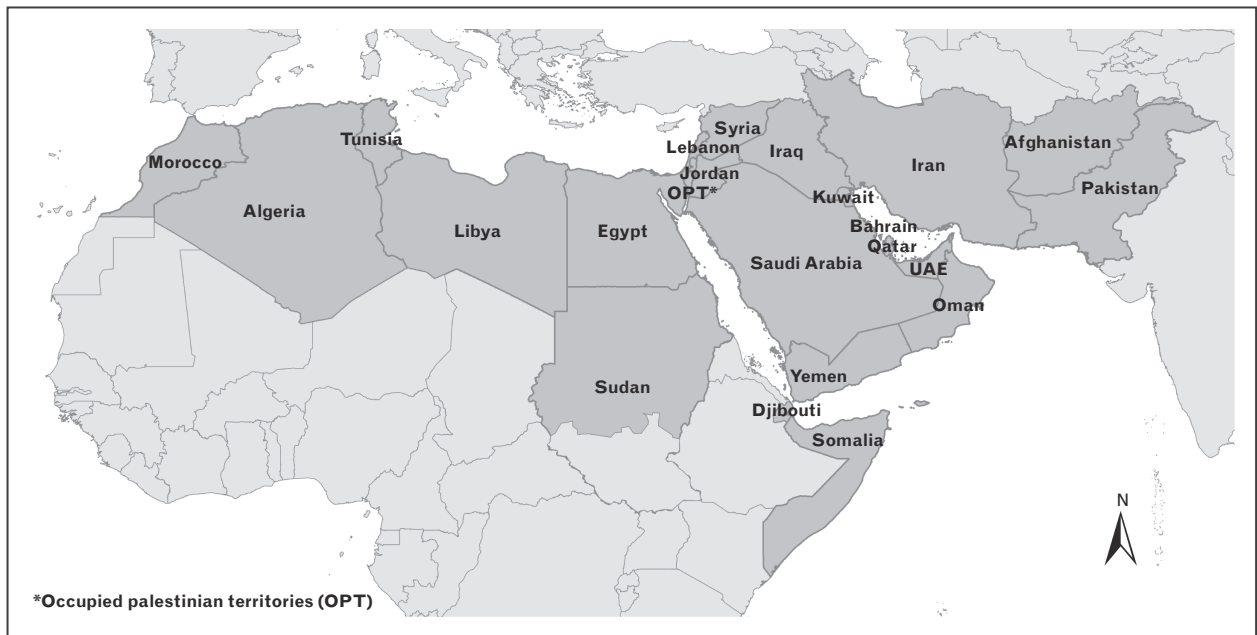 N
Syria
Tunisia
Lebanon
Afghanistan
Morocco
Iraq
Iran
Jordan
Pakistan
OPT*
Kuwait
Algeria
Bahrain
Libya
Egypt
Qatar
Saudi Arabia
UAE
Oman
Yemen
Sudan
Djibouti
Somalia
*Occupied palestinian territories (OPT)